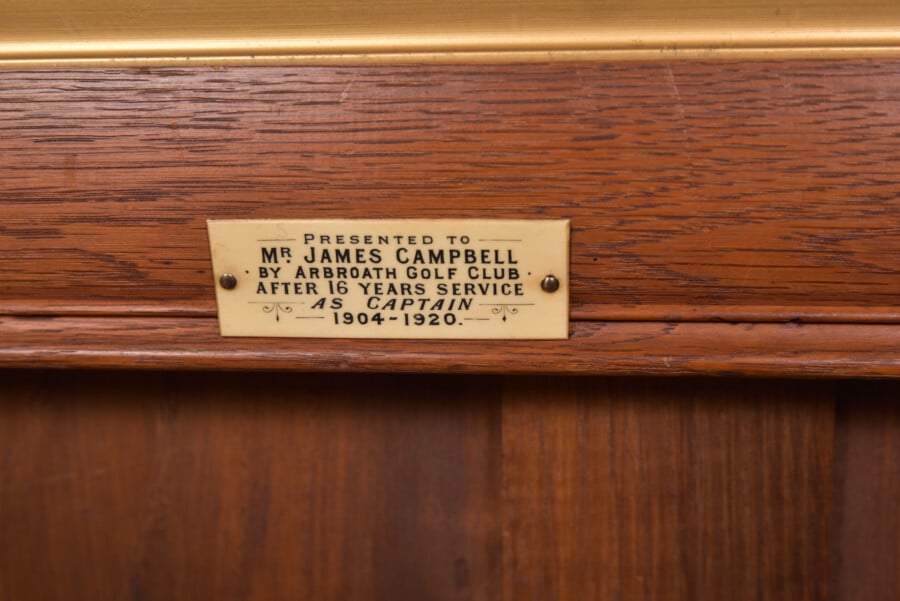 PRESENTED TO
Mr. JAMES CAMPBELL
· BY ARBROATH GOLF CLUB ·
AFTER 16 YEARS SERVICE
AS CAPTAIN
1904-1920.